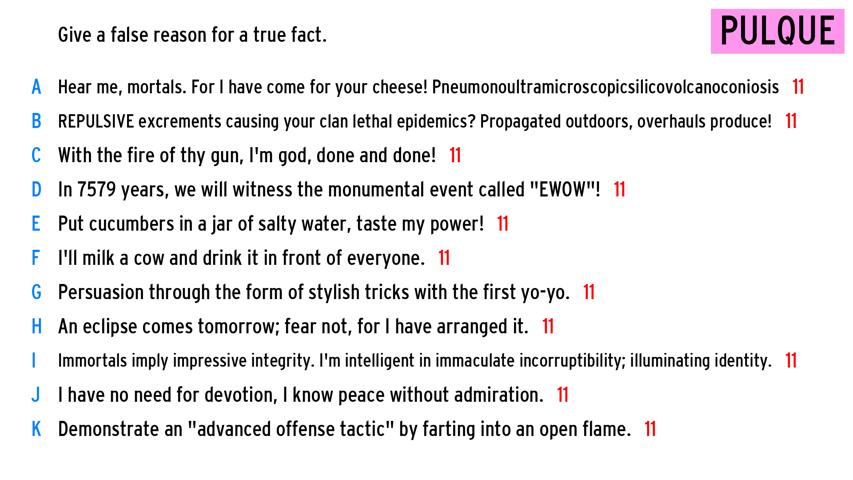 Give a false reason for a true fact.
PULQUE
A Hear me, mortals. For I have come for your cheese! Pneumonoultramicroscopicsilicovolcanoconiosis 11
B REPULSIVE excrements causing your clan lethal epidemics? Propagated outdoors, overhauls produce! 11
C With the fire of thy gun, I'm god, done and done! 11
D In 7579 years, we will witness the monumental event called "EWOW"! 11
E Put cucumbers in a jar of salty water, taste my power! 11
F I'll milk a cow and drink it in front of everyone. 11
G Persuasion through the form of stylish tricks with the first yo-yo. 11
H An eclipse comes tomorrow; fear not, for I have arranged it. 11
I Immortals imply impressive integrity. I'm intelligent in immaculate incorruptibility; illuminating identity. 11
J I have no need for devotion, I know peace without admiration. 11
K Demonstrate an "advanced offense tactic" by farting into an open flame. 11